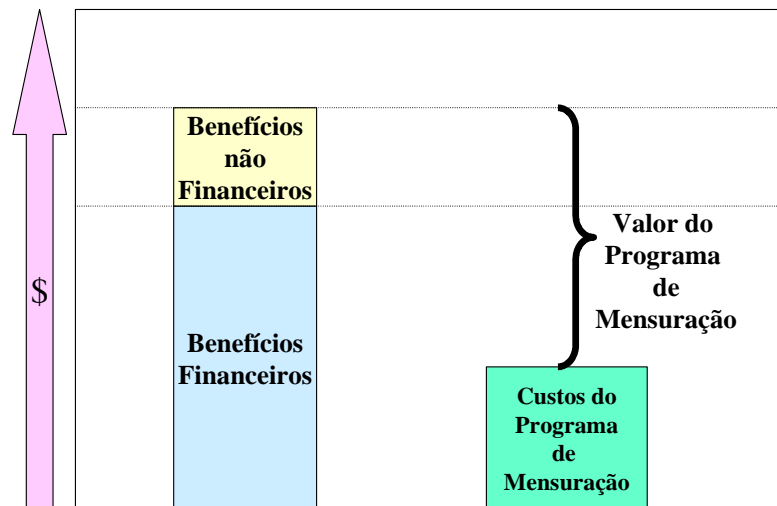 $
Benefícios
não
Financeiros
Benefícios
Financeiros
Valor do
Programa
de
Mensuração
Custos do
Programa
de
Mensuração